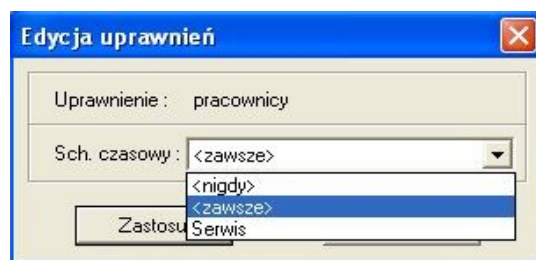 Edycja uprawnień
Uprawnienie : pracownicy
Sch. czasowy : <zawsze>
<nigdy>
<zawsze>
Serwis